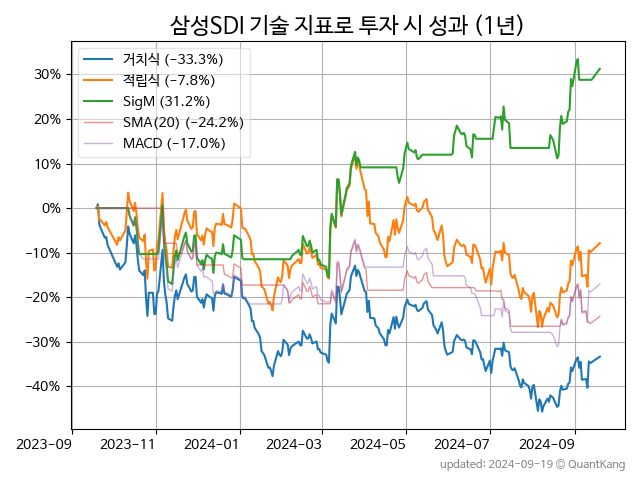 삼성SDI 기술 지표로 투자 시 성과 (1년)
거치식 (−33.3%)
적립식 (−7.8%)
SigM (31.2%)
SMA(20) (−24.2%)
MACD (−17.0%)
30%
20%
10%
0%
−10%
−20%
−30%
−40%
2023-09
2023-11
2024-01
2024-03
2024-05
2024-07
2024-09
updated: 2024-09-19 © QuantKang